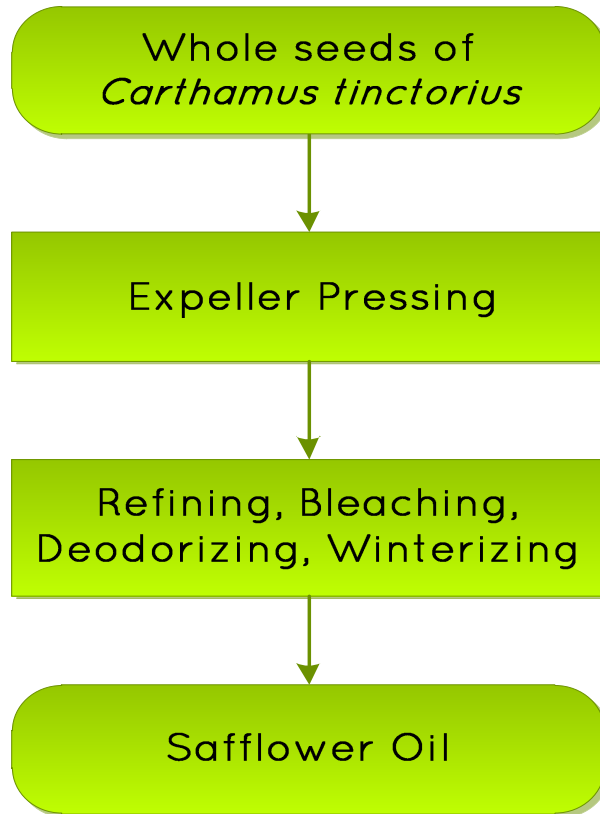 Whole seeds of
Carthamus tinctorius
Expeller Pressing
Refining, Bleaching,
Deodorizing, Winterizing
Safflower Oil